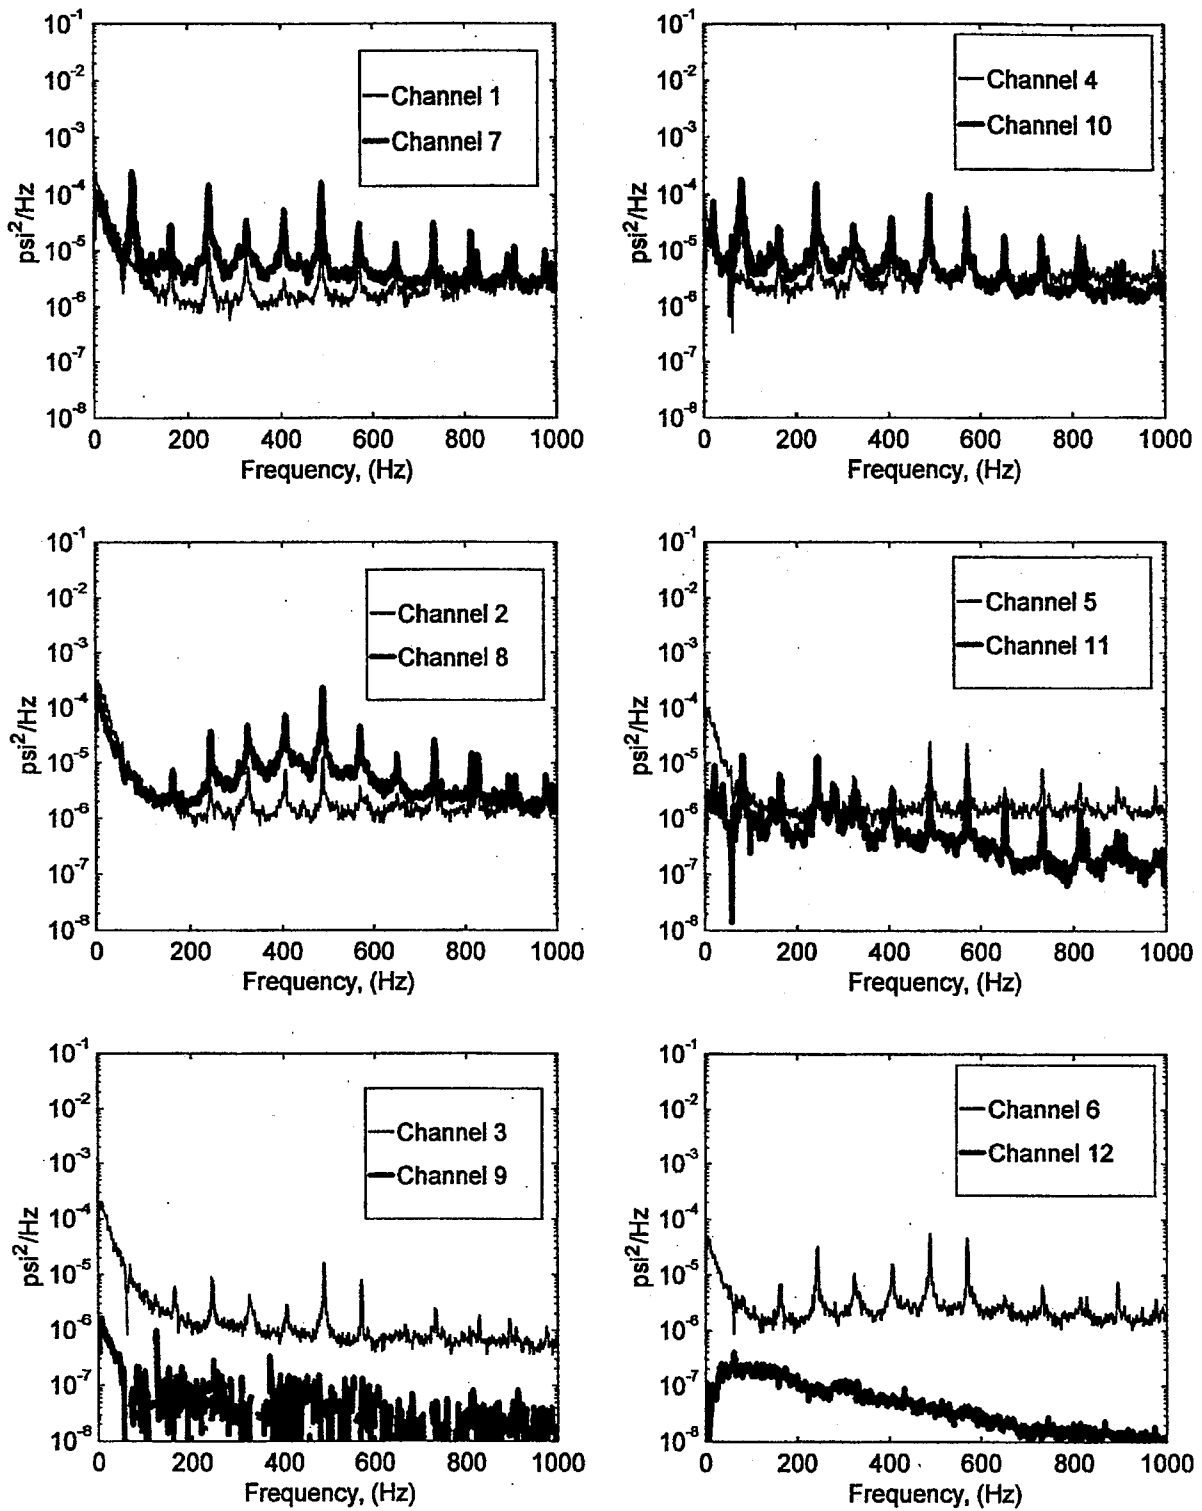 10⁻¹
10⁻²
10⁻³
10⁻⁴
10⁻⁵
10⁻⁶
10⁻⁷
10⁻⁸
psi²/Hz
Channel 1
Channel 7
0 200 400 600 800 1000
Frequency, (Hz)
10⁻¹
10⁻²
10⁻³
10⁻⁴
10⁻⁵
10⁻⁶
10⁻⁷
10⁻⁸
psi²/Hz
Channel 4
Channel 10
0 200 400 600 800 1000
Frequency, (Hz)
10⁻¹
10⁻²
10⁻³
10⁻⁴
10⁻⁵
10⁻⁶
10⁻⁷
10⁻⁸
psi²/Hz
Channel 2
Channel 8
0 200 400 600 800 1000
Frequency, (Hz)
10⁻¹
10⁻²
10⁻³
10⁻⁴
10⁻⁵
10⁻⁶
10⁻⁷
10⁻⁸
psi²/Hz
Channel 5
Channel 11
0 200 400 600 800 1000
Frequency, (Hz)
10⁻¹
10⁻²
10⁻³
10⁻⁴
10⁻⁵
10⁻⁶
10⁻⁷
10⁻⁸
psi²/Hz
Channel 3
Channel 9
0 200 400 600 800 1000
Frequency, (Hz)
10⁻¹
10⁻²
10⁻³
10⁻⁴
10⁻⁵
10⁻⁶
10⁻⁷
10⁻⁸
psi²/Hz
Channel 6
Channel 12
0 200 400 600 800 1000
Frequency, (Hz)